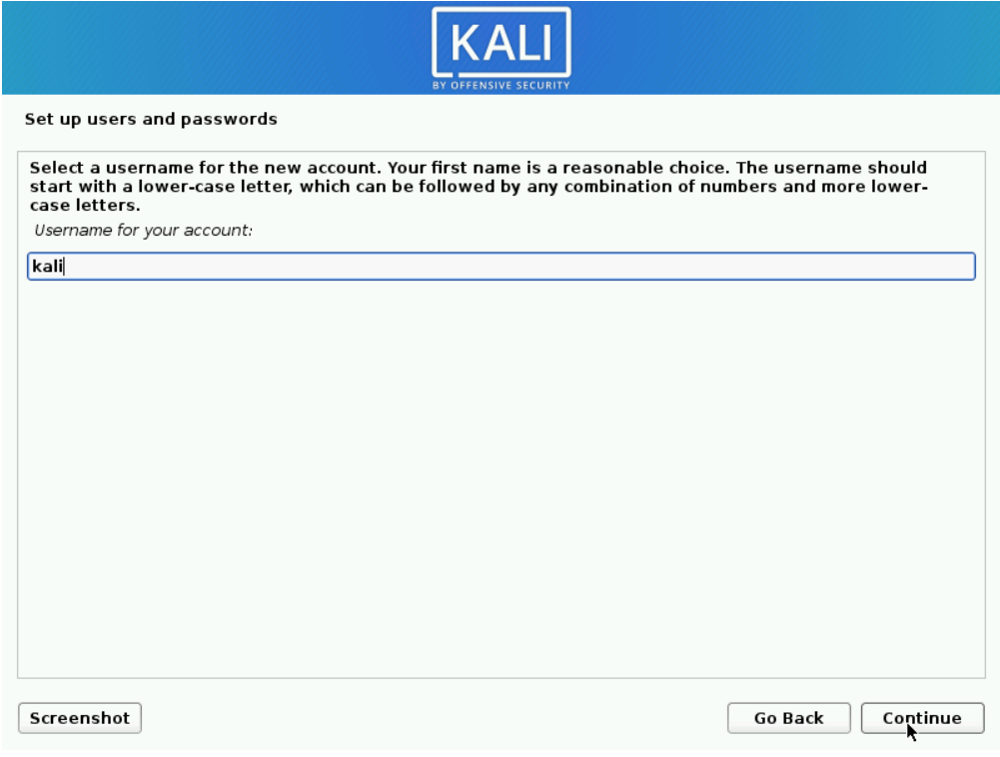 KALI
BY OFFENSIVE SECURITY
Set up users and passwords
Select a username for the new account. Your first name is a reasonable choice. The username should
start with a lower-case letter, which can be followed by any combination of numbers and more lower-
case letters.
Username for your account:
kali
Screenshot
Go Back
Continue